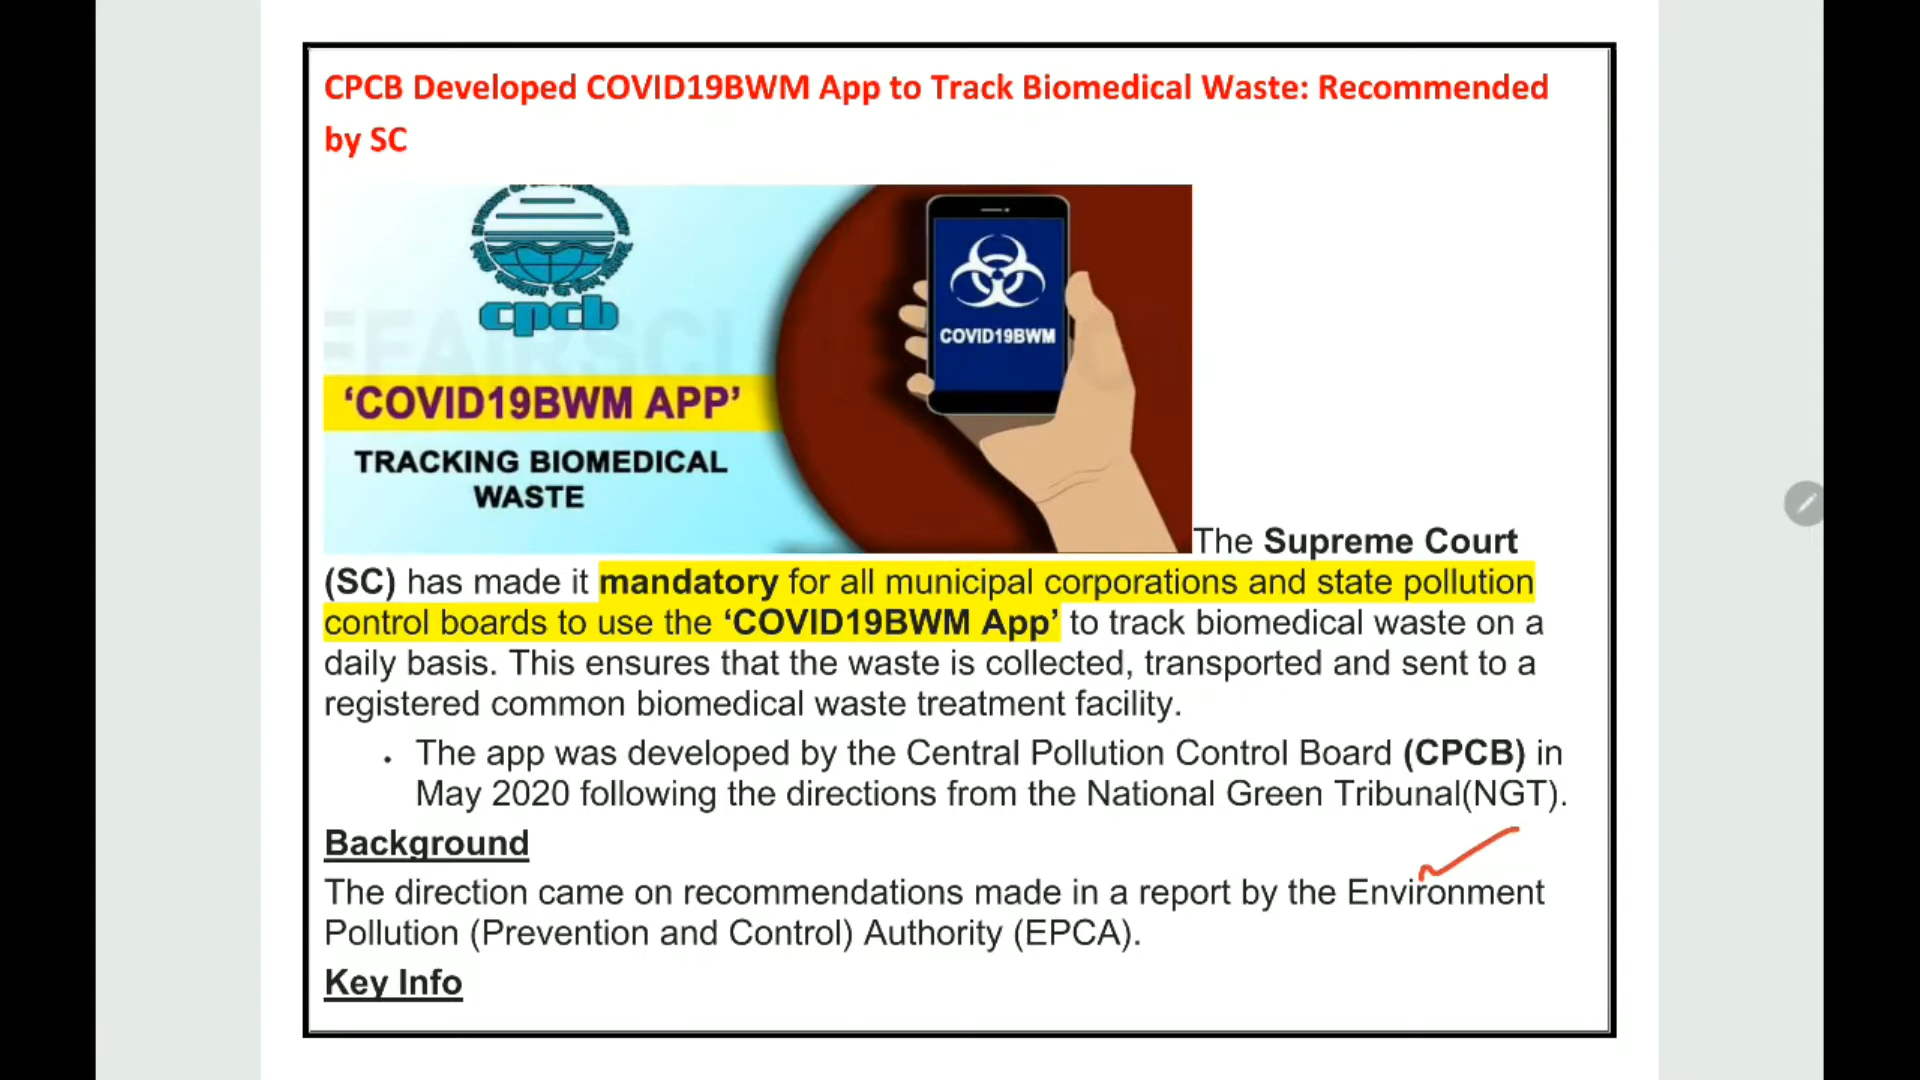 CPCB Developed COVID19BWM App to Track Biomedical Waste: Recommended
by SC
cpcb
COVID19BWM
‘COVID19BWM APP’
TRACKING BIOMEDICAL
WASTE
The Supreme Court
(SC) has made it mandatory for all municipal corporations and state pollution
control boards to use the ‘COVID19BWM App’ to track biomedical waste on a
daily basis. This ensures that the waste is collected, transported and sent to a
registered common biomedical waste treatment facility.
• The app was developed by the Central Pollution Control Board (CPCB) in
May 2020 following the directions from the National Green Tribunal(NGT).
Background
The direction came on recommendations made in a report by the Environment
Pollution (Prevention and Control) Authority (EPCA).
Key Info